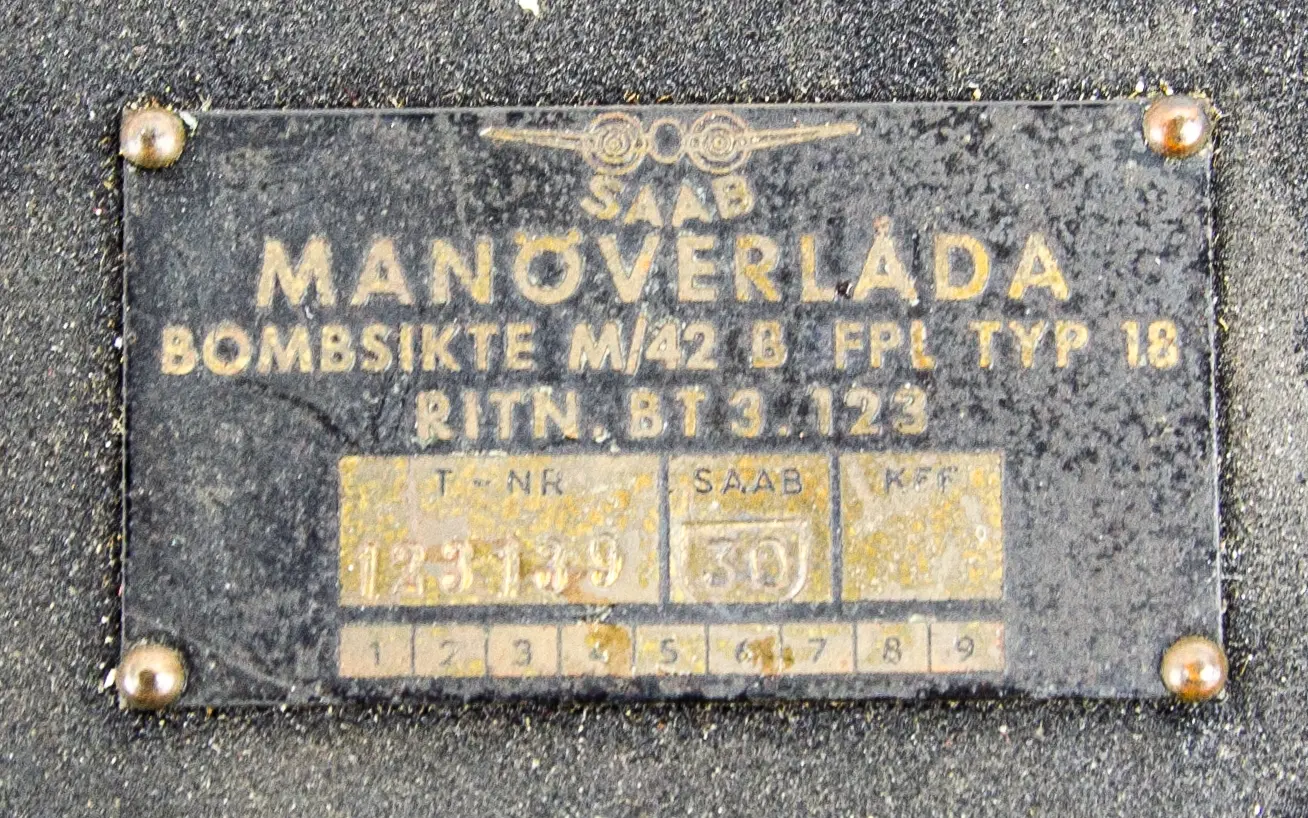 SAAB
MANÖVERLÅDA
BOMBSIKTE M/42 B FPL TYP 18
RITN. BT 3.123
T-NR SAAB KFF
123139 30
1 2 3 4 5 6 7 8 9